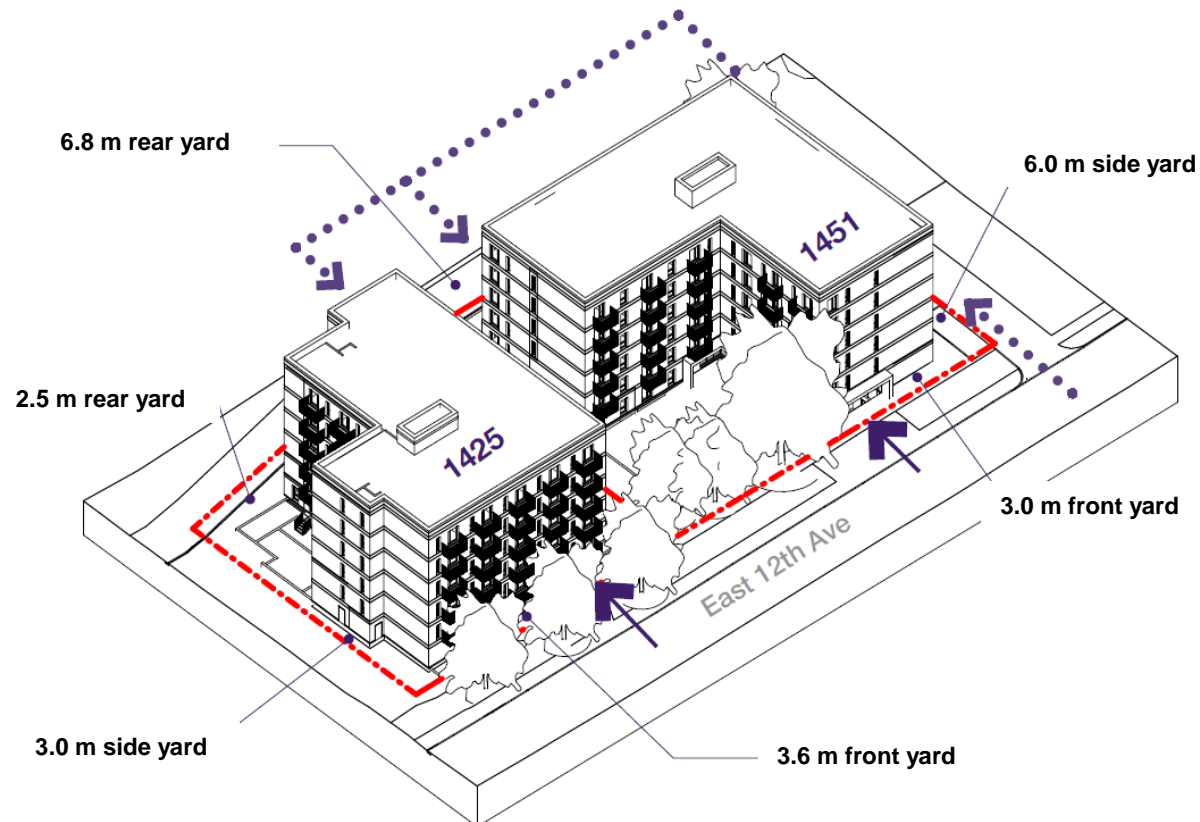 6.8 m rear yard
6.0 m side yard
1451
2.5 m rear yard
1425
3.0 m front yard
East 12th Ave
3.0 m side yard
3.6 m front yard